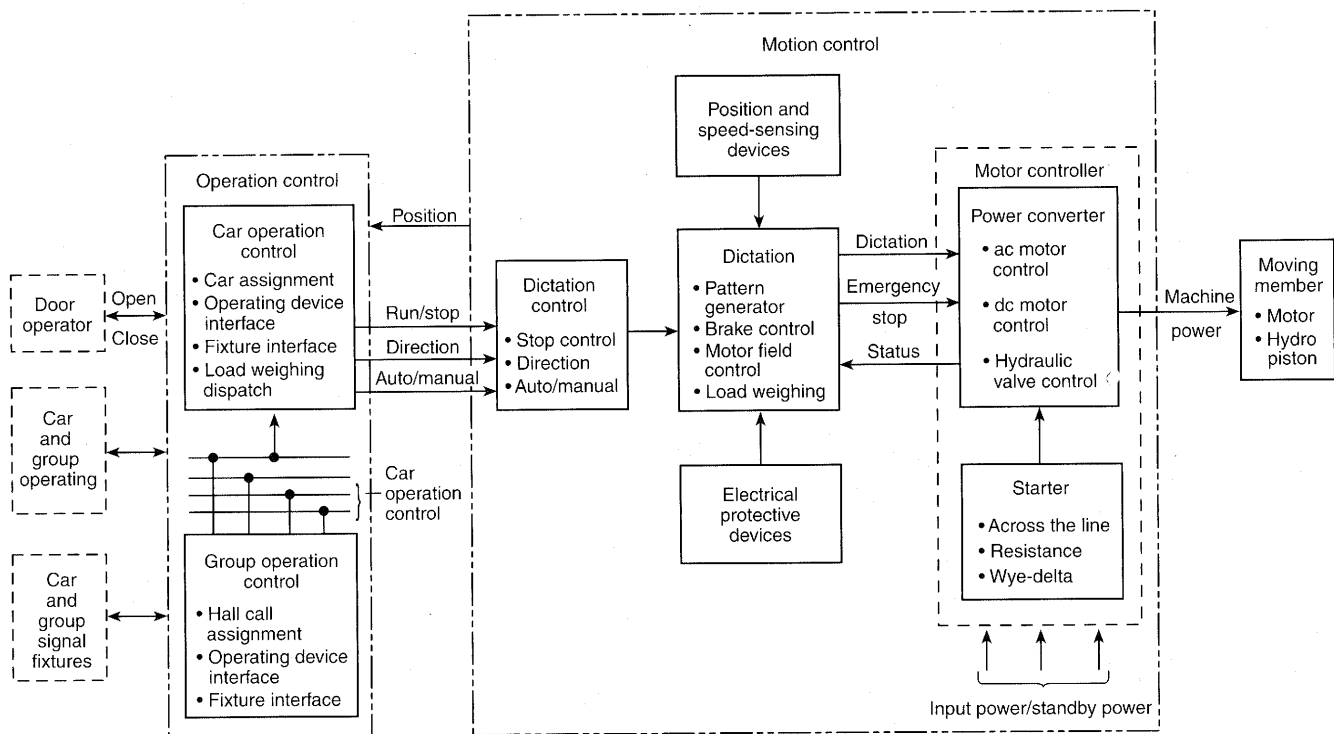 Motion control
Position and
speed-sensing
devices
Operation control
Car operation
control
• Car assignment
• Operating device
interface
• Fixture interface
• Load weighing
dispatch
Position
Run/stop
Direction
Auto/manual
Door
operator
Open
Close
Car
and
group
operating
Car
and
group
signal
fixtures
Car
operation
control
Group operation
control
• Hall call
assignment
• Operating device
interface
• Fixture interface
Dictation
control
• Stop control
• Direction
• Auto/manual
Dictation
• Pattern
generator
• Brake control
• Motor field
control
• Load weighing
Electrical
protective
devices
Dictation
Emergency
stop
Status
Motor controller
Power converter
• ac motor
control
• dc motor
control
• Hydraulic
valve control
Starter
• Across the line
• Resistance
• Wye-delta
Input power/standby power
Machine
power
Moving
member
• Motor
• Hydro
piston